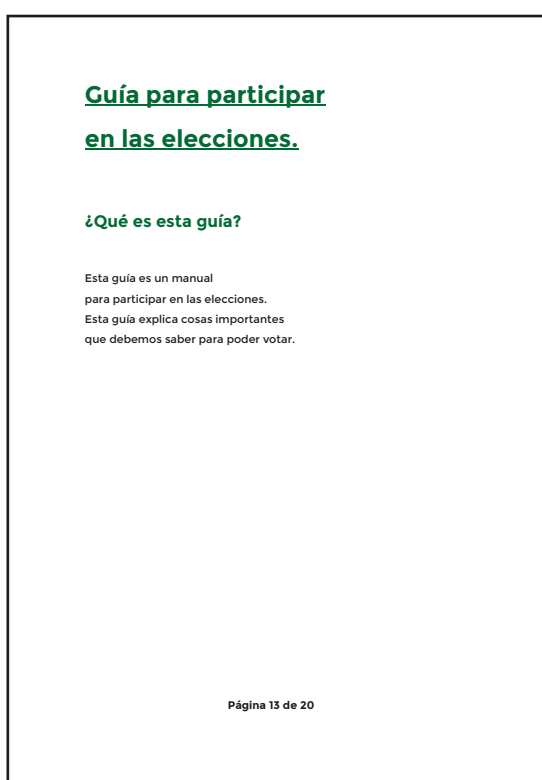 Guía para participar
en las elecciones.
¿Qué es esta guía?
Esta guía es un manual
para participar en las elecciones.
Esta guía explica cosas importantes
que debemos saber para poder votar.
Página 13 de 20